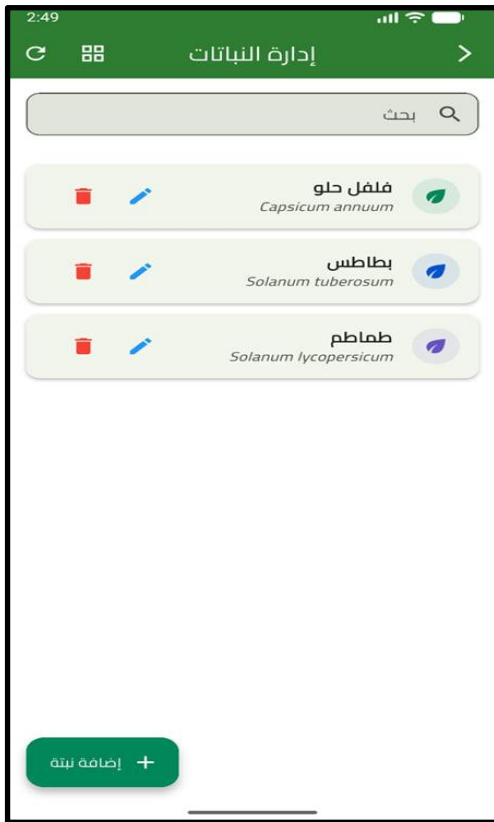 2:49
إدارة النباتات
بحث
فلفل حلو
Capsicum annuum
بطاطس
Solanum tuberosum
طماطم
Solanum lycopersicum
إضافة نبتة